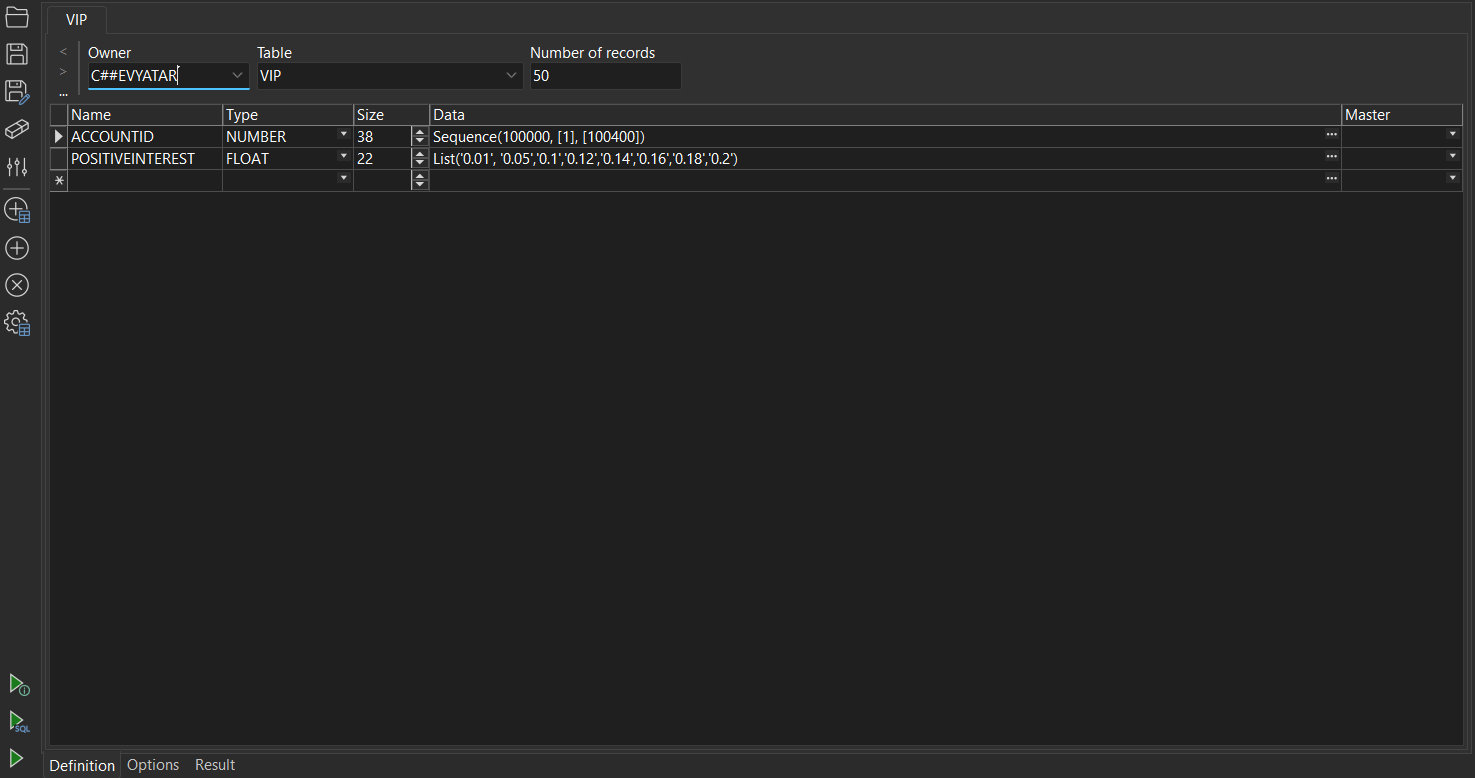 VIP
< Owner Table Number of records
> C##EVYATAR VIP 50
...
Name Type Size Data Master
ACCOUNTID NUMBER 38 Sequence(100000, [1], [100400]) ...
POSITIVEINTEREST FLOAT 22 List('0.01', '0.05','0.1','0.12','0.14','0.16','0.18','0.2') ...
* ...
SQL
Definition Options Result